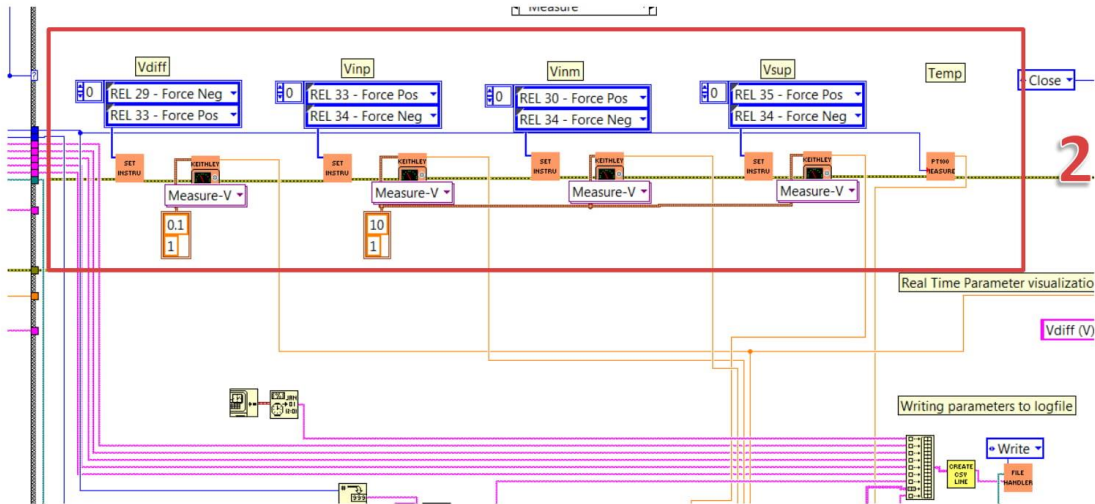 Measure
Vdiff
Vinp
Vinm
Vsup
Temp
Close
0
REL 29 - Force Neg
REL 33 - Force Pos
0
REL 33 - Force Pos
REL 34 - Force Neg
0
REL 30 - Force Pos
REL 34 - Force Neg
0
REL 35 - Force Pos
REL 34 - Force Neg
?
SET
INSTRU
KEITHLEY
SET
INSTRU
KEITHLEY
SET
INSTRU
KEITHLEY
SET
INSTRU
KEITHLEY
PT100
MEASURE
2
Measure-V
Measure-V
Measure-V
Measure-V
0.1
1
10
1
Real Time Parameter visualizatio
Vdiff (V)
JAN
Writing parameters to logfile
Write
CREATE
CSV
LINE
FILE
HANDLER
999